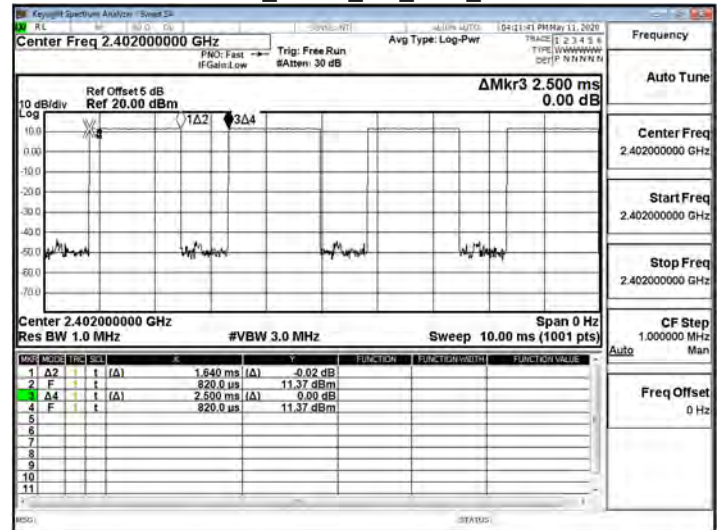 Keysight Spectrum Analyzer - Swept SA
RL
04:21:41 PM May 11, 2020
Frequency
Center Freq 2.402000000 GHz
PNO: Fast
IFGain:Low
Trig: Free Run
#Atten: 30 dB
Avg Type: Log-Pwr
TRACE 1 2 3 4 5 6
TYPE WWWWWWW
DET P NNNNN
Auto Tune
Ref Offset 5 dB
Ref 20.00 dBm
ΔMkr3 2.500 ms
0.00 dB
10 dB/div
Log
1Δ2
3Δ4
10.0
0.00
-10.0
-20.0
-30.0
-40.0
-50.0
-60.0
-70.0
Center Freq
2.402000000 GHz
Start Freq
2.402000000 GHz
Stop Freq
2.402000000 GHz
Center 2.402000000 GHz
Span 0 Hz
Res BW 1.0 MHz
#VBW 3.0 MHz
Sweep 10.00 ms (1001 pts)
CF Step
1.000000 MHz
Auto Man
MKR MODE TRC SCL X Y FUNCTION FUNCTION WIDTH FUNCTION VALUE
1 Δ2 1 t (Δ) 1.640 ms (Δ) -0.02 dB
2 F 1 t 820.0 µs 11.37 dBm
3 Δ4 1 t (Δ) 2.500 ms (Δ) 0.00 dB
4 F 1 t 820.0 µs 11.37 dBm
5
6
7
8
9
10
11
Freq Offset
0 Hz
MSG
STATUS